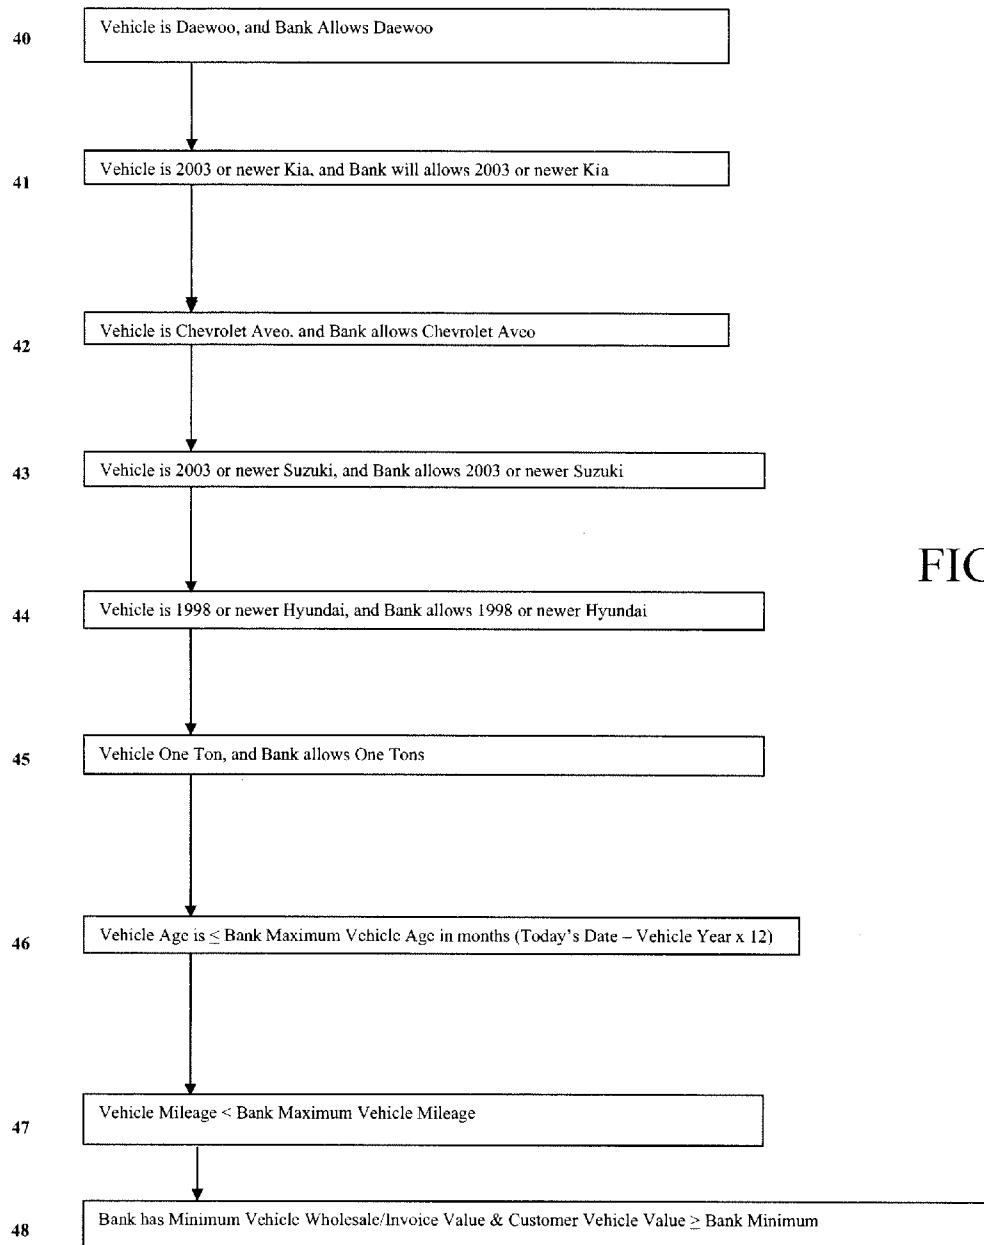 40 Vehicle is Daewoo, and Bank Allows Daewoo
41 Vehicle is 2003 or newer Kia, and Bank will allows 2003 or newer Kia
42 Vehicle is Chevrolet Aveo, and Bank allows Chevrolet Aveo
43 Vehicle is 2003 or newer Suzuki, and Bank allows 2003 or newer Suzuki
FIG
44 Vehicle is 1998 or newer Hyundai, and Bank allows 1998 or newer Hyundai
45 Vehicle One Ton, and Bank allows One Tons
46 Vehicle Age is ≤ Bank Maximum Vehicle Age in months (Today's Date – Vehicle Year x 12)
47 Vehicle Mileage < Bank Maximum Vehicle Mileage
48 Bank has Minimum Vehicle Wholesale/Invoice Value & Customer Vehicle Value ≥ Bank Minimum